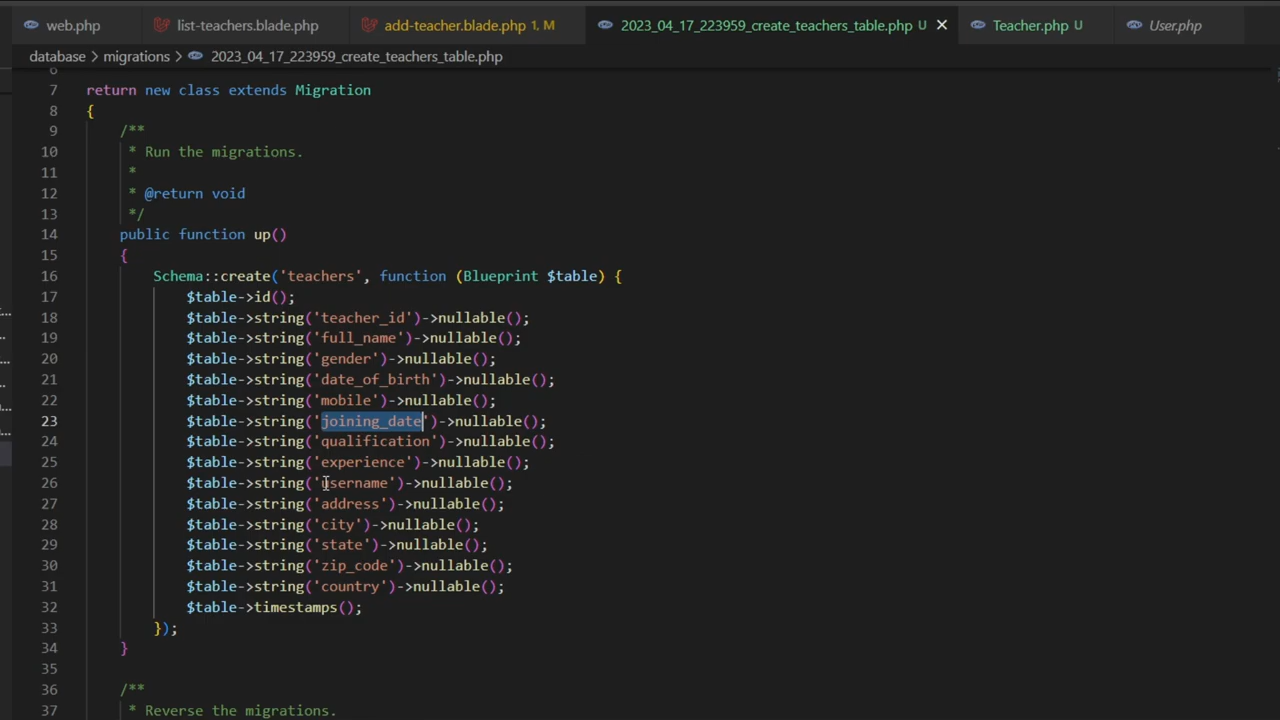 web.php list-teachers.blade.php add-teacher.blade.php 1, M 2023_04_17_223959_create_teachers_table.php U Teacher.php U User.php
database > migrations > 2023_04_17_223959_create_teachers_table.php
6
7 return new class extends Migration
8 {
9 /**
10 * Run the migrations.
11 *
12 * @return void
13 */
14 public function up()
15 {
16 Schema::create('teachers', function (Blueprint $table) {
17 $table->id();
18 $table->string('teacher_id')->nullable();
19 $table->string('full_name')->nullable();
20 $table->string('gender')->nullable();
21 $table->string('date_of_birth')->nullable();
22 $table->string('mobile')->nullable();
23 $table->string('joining_date')->nullable();
24 $table->string('qualification')->nullable();
25 $table->string('experience')->nullable();
26 $table->string('username')->nullable();
27 $table->string('address')->nullable();
28 $table->string('city')->nullable();
29 $table->string('state')->nullable();
30 $table->string('zip_code')->nullable();
31 $table->string('country')->nullable();
32 $table->timestamps();
33 });
34 }
35
36 /**
37 * Reverse the migrations.